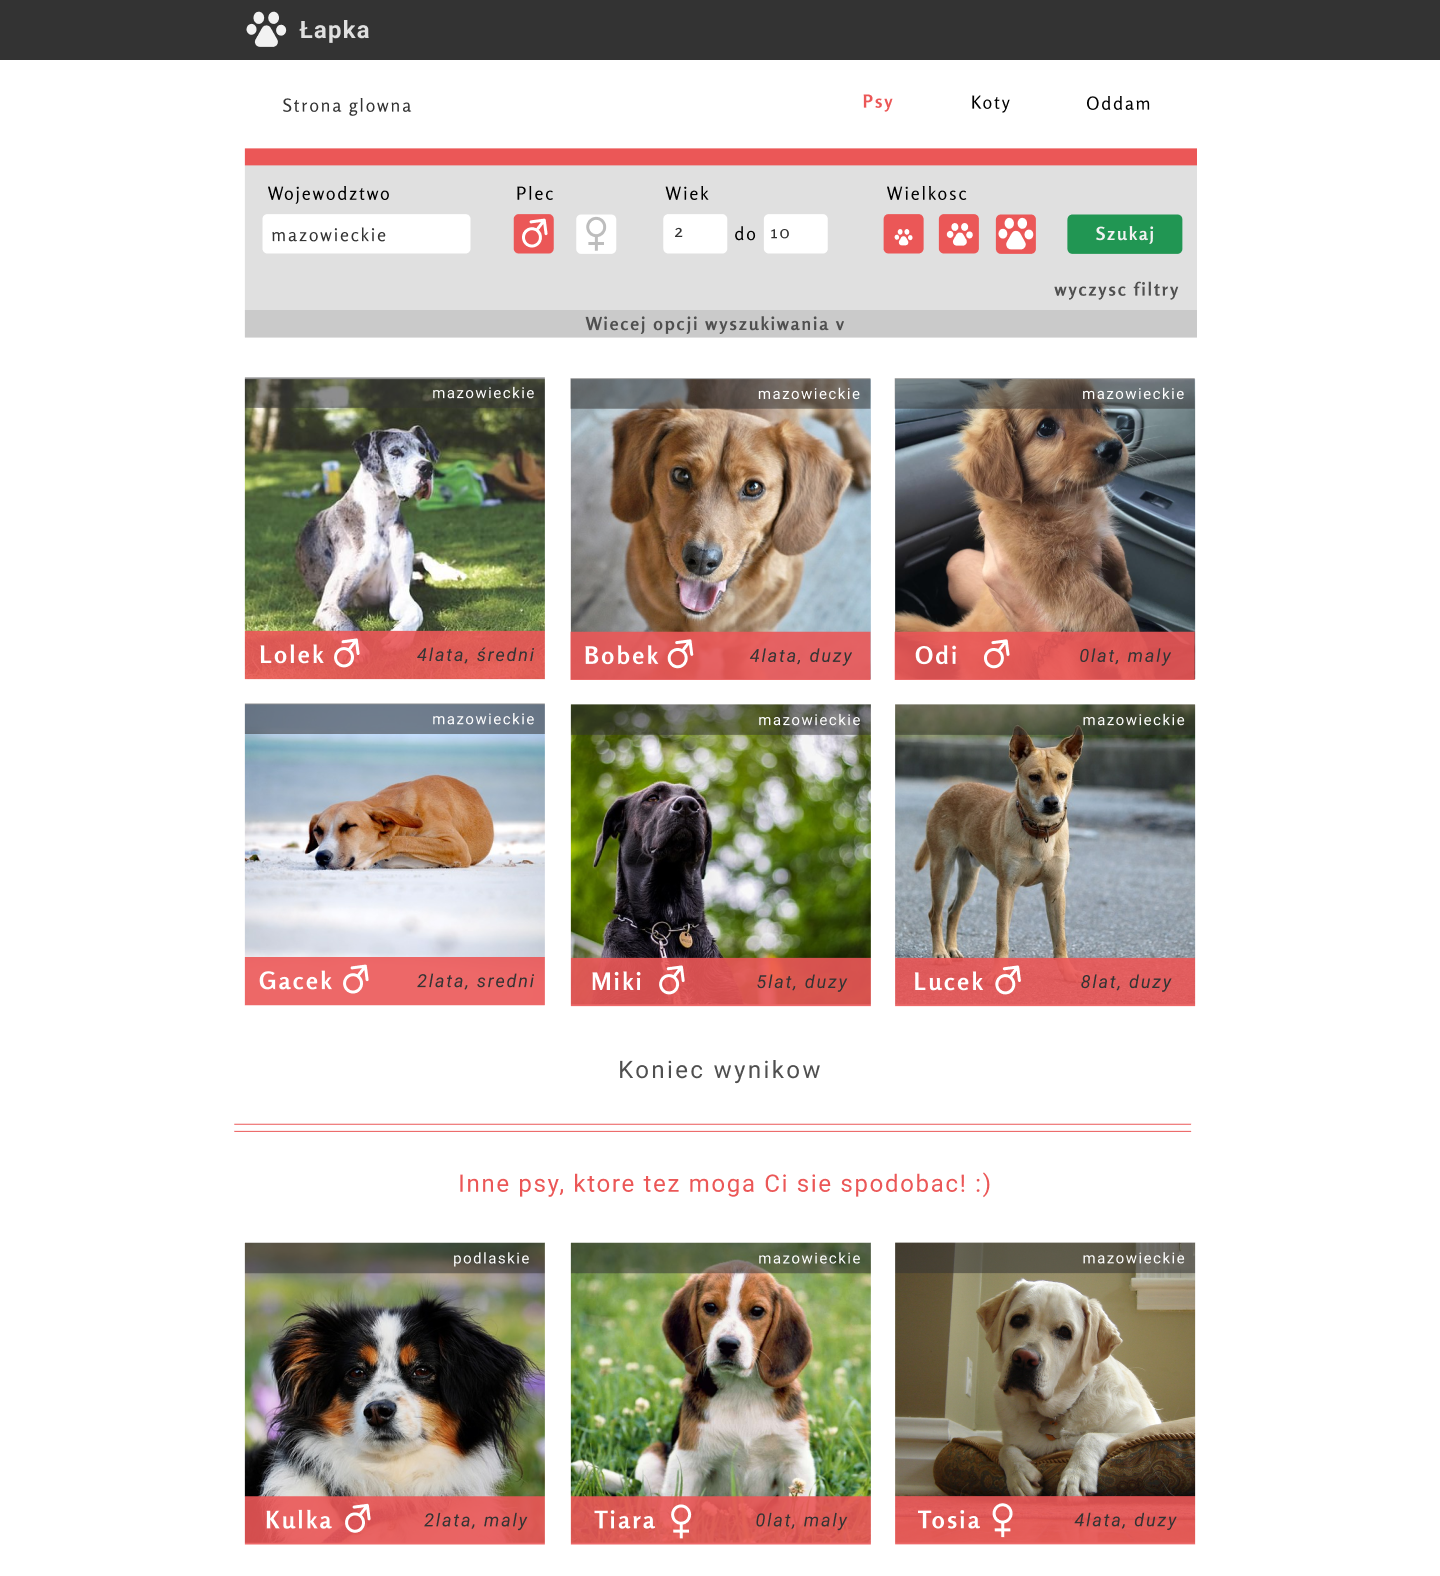 Łapka
Strona glowna Psy Koty Oddam
Wojewodztwo Plec Wiek Wielkosc
mazowieckie 2 do 10 Szukaj
wyczysc filtry
Wiecej opcji wyszukiwania v
mazowieckie mazowieckie mazowieckie
Lolek 4lata, średni Bobek 4lata, duzy Odi 0lat, maly
mazowieckie mazowieckie mazowieckie
Gacek 2lata, sredni Miki 5lat, duzy Lucek 8lat, duzy
Koniec wynikow
Inne psy, ktore tez moga Ci sie spodobac! :)
podlaskie mazowieckie mazowieckie
Kulka 2lata, maly Tiara 0lat, maly Tosia 4lata, duzy